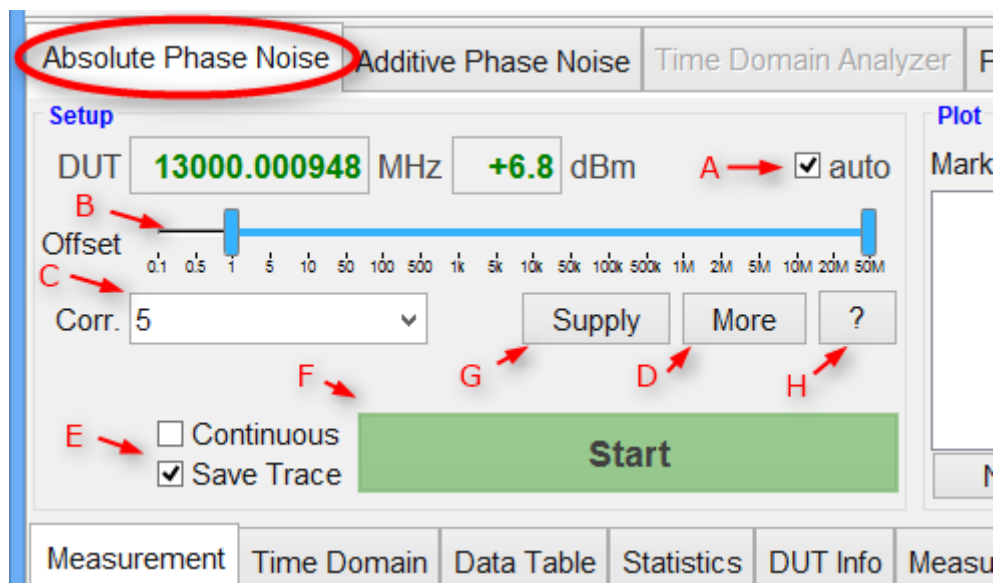 Absolute Phase Noise Additive Phase Noise Time Domain Analyzer F
Setup Plot
DUT 13000.000948 MHz +6.8 dBm A auto Mark
B
Offset
0.1 0.5 1 5 10 50 100 500 1k 5k 10k 50k 100k 500k 1M 2M 5M 10M 20M 50M
C
Corr. 5 Supply More ?
F G D H
E Continuous
Save Trace
Start
N
Measurement Time Domain Data Table Statistics DUT Info Measu